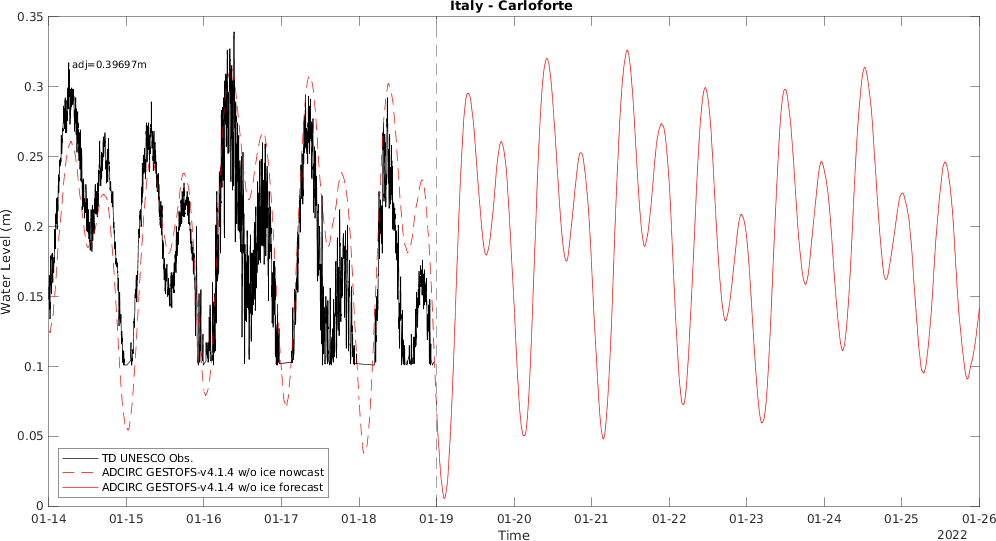 Italy - Carloforte
adj=0.39697m
Water Level (m)
0.35
0.3
0.25
0.2
0.15
0.1
0.05
0
TD UNESCO Obs.
ADCIRC GESTOFS-v4.1.4 w/o ice nowcast
ADCIRC GESTOFS-v4.1.4 w/o ice forecast
01-14 01-15 01-16 01-17 01-18 01-19 01-20 01-21 01-22 01-23 01-24 01-25 01-26
Time
2022